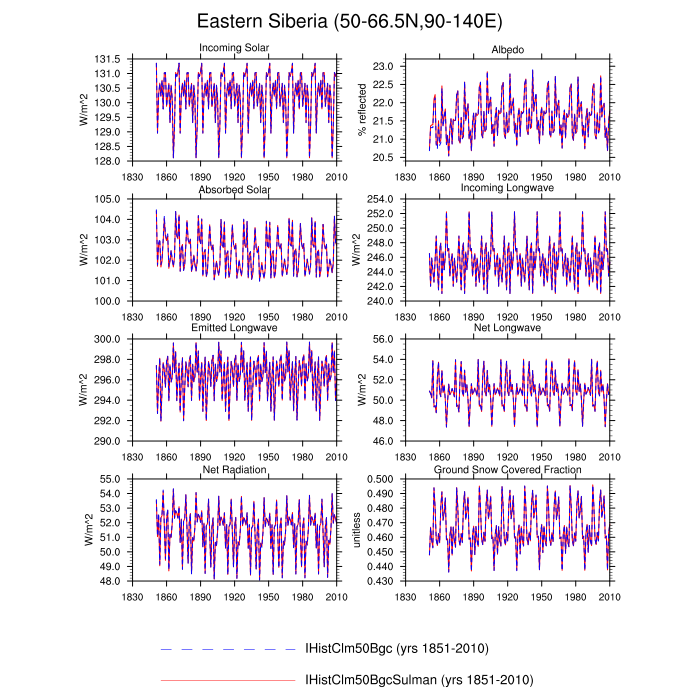 Eastern Siberia (50-66.5N,90-140E)
Incoming Solar
W/m^2
131.5
131.0
130.5
130.0
129.5
129.0
128.5
128.0
1830 1860 1890 1920 1950 1980 2010
Albedo
% reflected
23.0
22.5
22.0
21.5
21.0
20.5
1830 1860 1890 1920 1950 1980 2010
Absorbed Solar
W/m^2
105.0
104.0
103.0
102.0
101.0
100.0
1830 1860 1890 1920 1950 1980 2010
Incoming Longwave
W/m^2
254.0
252.0
250.0
248.0
246.0
244.0
242.0
240.0
1830 1860 1890 1920 1950 1980 2010
Emitted Longwave
W/m^2
300.0
298.0
296.0
294.0
292.0
290.0
1830 1860 1890 1920 1950 1980 2010
Net Longwave
W/m^2
56.0
54.0
52.0
50.0
48.0
46.0
1830 1860 1890 1920 1950 1980 2010
Net Radiation
W/m^2
55.0
54.0
53.0
52.0
51.0
50.0
49.0
48.0
1830 1860 1890 1920 1950 1980 2010
Ground Snow Covered Fraction
unitless
0.500
0.490
0.480
0.470
0.460
0.450
0.440
0.430
1830 1860 1890 1920 1950 1980 2010
IHistClm50Bgc (yrs 1851-2010)
IHistClm50BgcSulman (yrs 1851-2010)